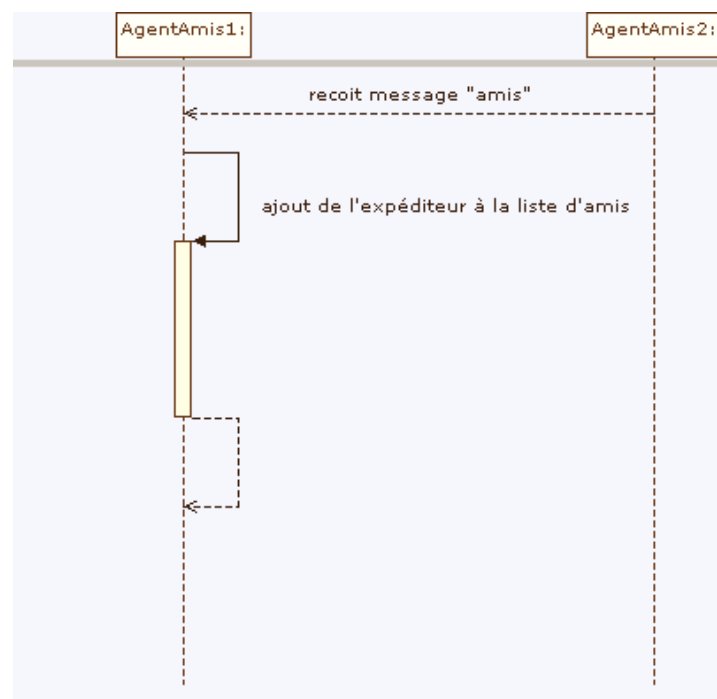 AgentAmis1:
AgentAmis2:
recoit message "amis"
ajout de l'expéditeur à la liste d'amis